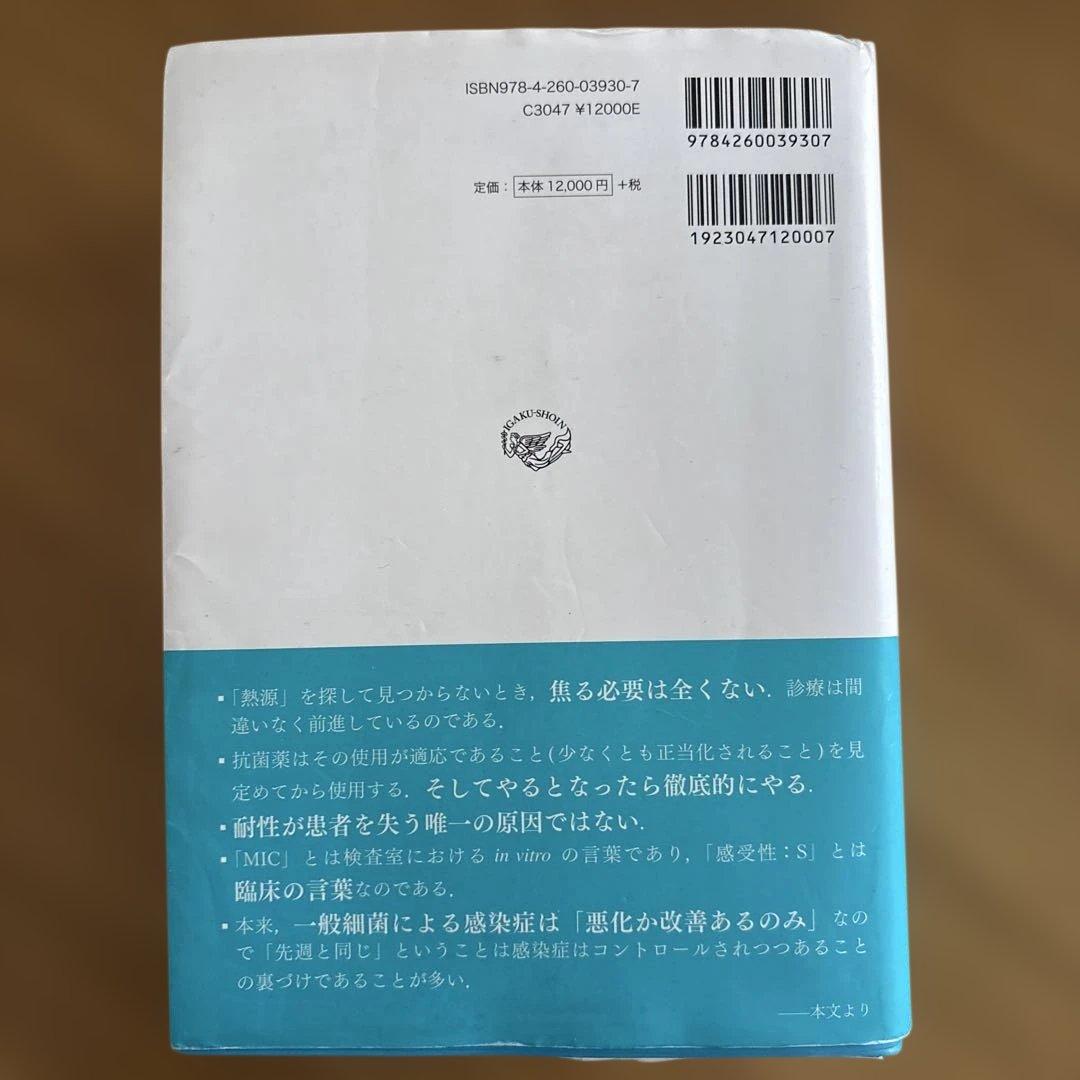 ISBN978-4-260-03930-7
C3047 ¥12000E
9784260039307
定価：本体 12,000円＋税
1923047120007
IGAKU-SHOIN
▪「熱源」を探して見つからないとき，焦る必要は全くない．診療は間
違いなく前進しているのである．
▪抗菌薬はその使用が適応であること(少なくとも正当化されること)を見
定めてから使用する．そしてやるとなったら徹底的にやる．
▪耐性が患者を失う唯一の原因ではない．
▪「MIC」とは検査室における in vitro の言葉であり，「感受性：S」とは
臨床の言葉なのである．
▪本来，一般細菌による感染症は「悪化か改善あるのみ」なの
で「先週と同じ」ということは感染症はコントロールされつつあること
の裏づけであることが多い．
――本文より